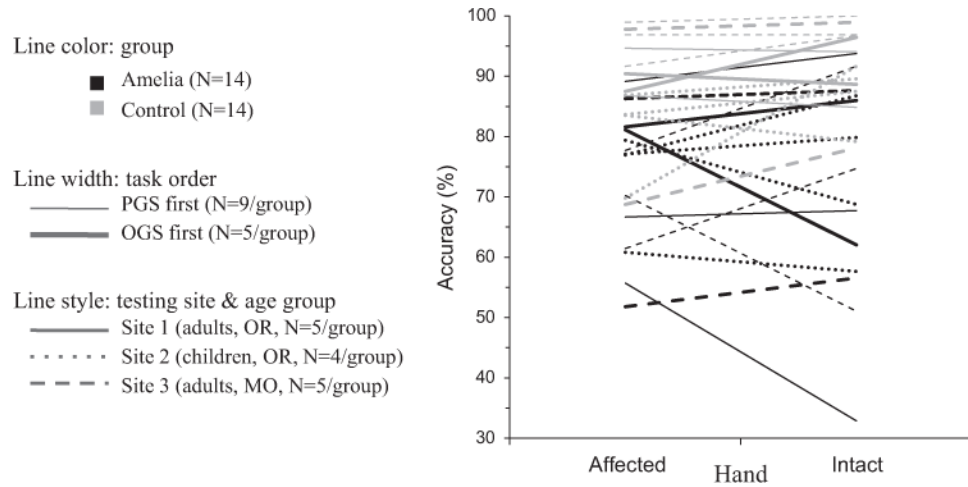 Line color: group
Amelia (N=14)
Control (N=14)
Line width: task order
PGS first (N=9/group)
OGS first (N=5/group)
Line style: testing site & age group
Site 1 (adults, OR, N=5/group)
Site 2 (children, OR, N=4/group)
Site 3 (adults, MO, N=5/group)
Accuracy (%)
100
90
80
70
60
50
40
30
Affected Hand Intact